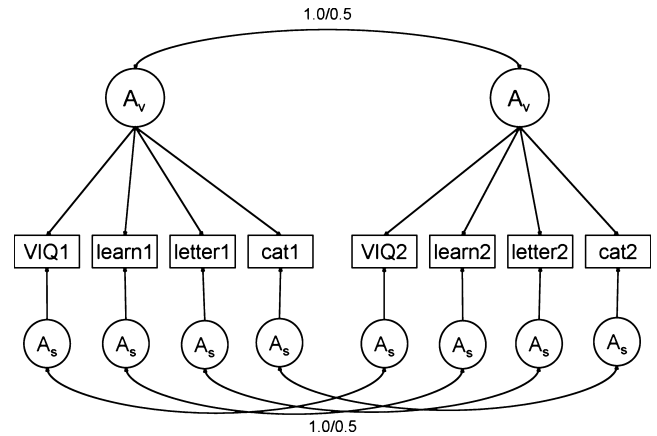 1.0/0.5
Av Av
VIQ1 learn1 letter1 cat1 VIQ2 learn2 letter2 cat2
As As As As As As As As
1.0/0.5